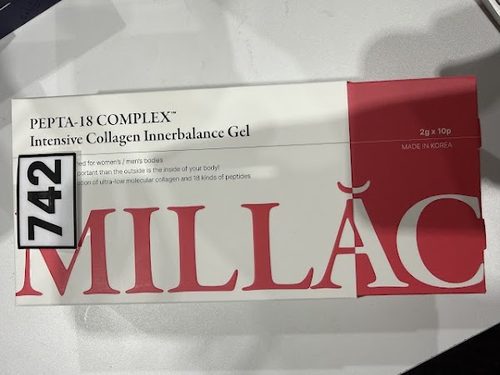 PEPTA-18 COMPLEX™
Intensive Collagen Innerbalance Gel
2g x 10p
MADE IN KOREA
for women's / men's bodies
than the outside is the inside of your body!
of ultra-low molecular collagen and 18 kinds of peptides
742
MILLĂC